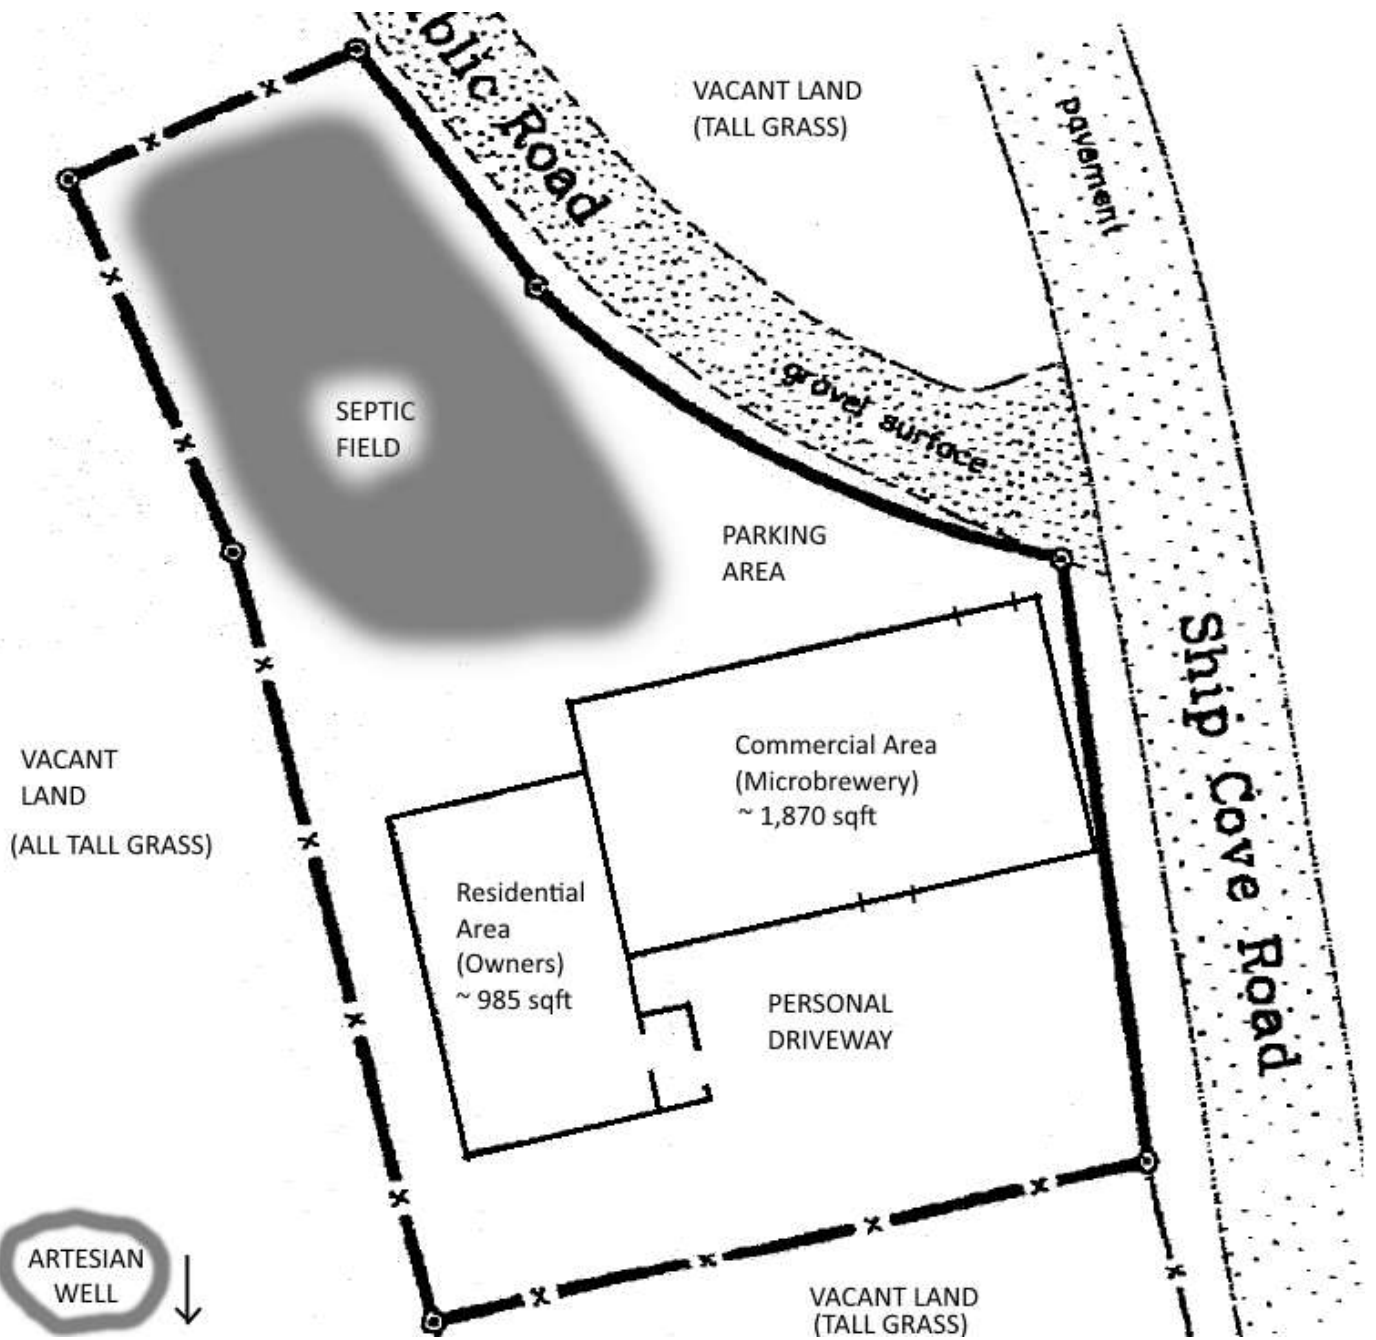 blic Road
VACANT LAND
(TALL GRASS)
pavement
gravel surface
SEPTIC
FIELD
PARKING
AREA
Ship Cove Road
VACANT
LAND
(ALL TALL GRASS)
Commercial Area
(Microbrewery)
~ 1,870 sqft
Residential
Area
(Owners)
~ 985 sqft
PERSONAL
DRIVEWAY
ARTESIAN
WELL
VACANT LAND
(TALL GRASS)